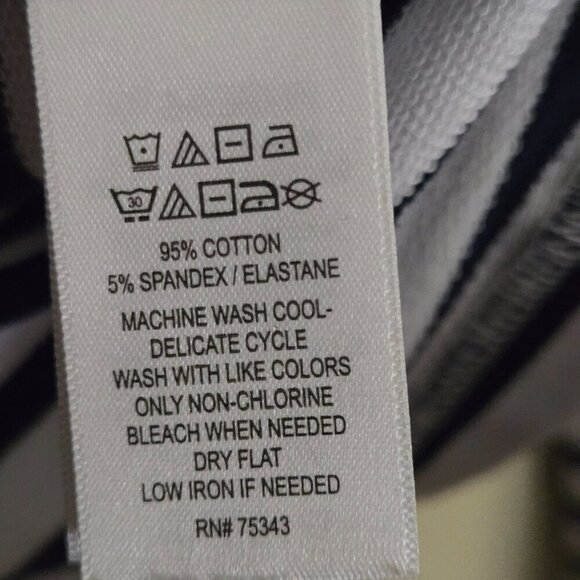 30
95% COTTON
5% SPANDEX / ELASTANE
MACHINE WASH COOL-
DELICATE CYCLE
WASH WITH LIKE COLORS
ONLY NON-CHLORINE
BLEACH WHEN NEEDED
DRY FLAT
LOW IRON IF NEEDED
RN# 75343